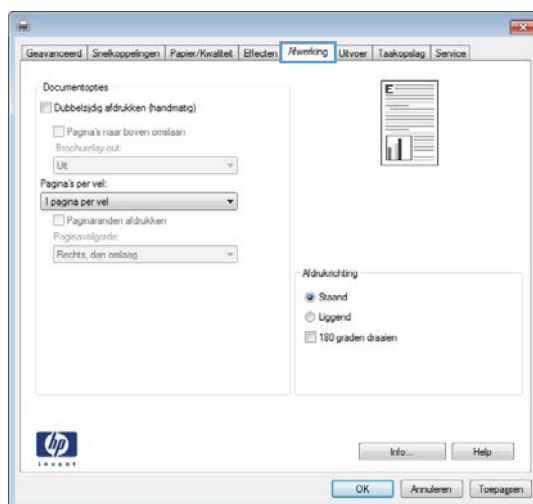 Geavanceerd Snelkoppelingen Papier/Kwaliteit Effecten Afwerking Uitvoer Taakopslag Service
Documentopties
Dubbelzijdig afdrukken (handmatig)
Pagina's naar boven omslaan
Brochurelay-out:
Uit
Pagina's per vel:
1 pagina per vel
Paginaranden afdrukken
Paginavolgorde:
Rechts, dan omlaag
E
Afdrukrichting
Staand
Liggend
180 graden draaien
hp
invent
Info... Help
OK Annuleren Toepassen